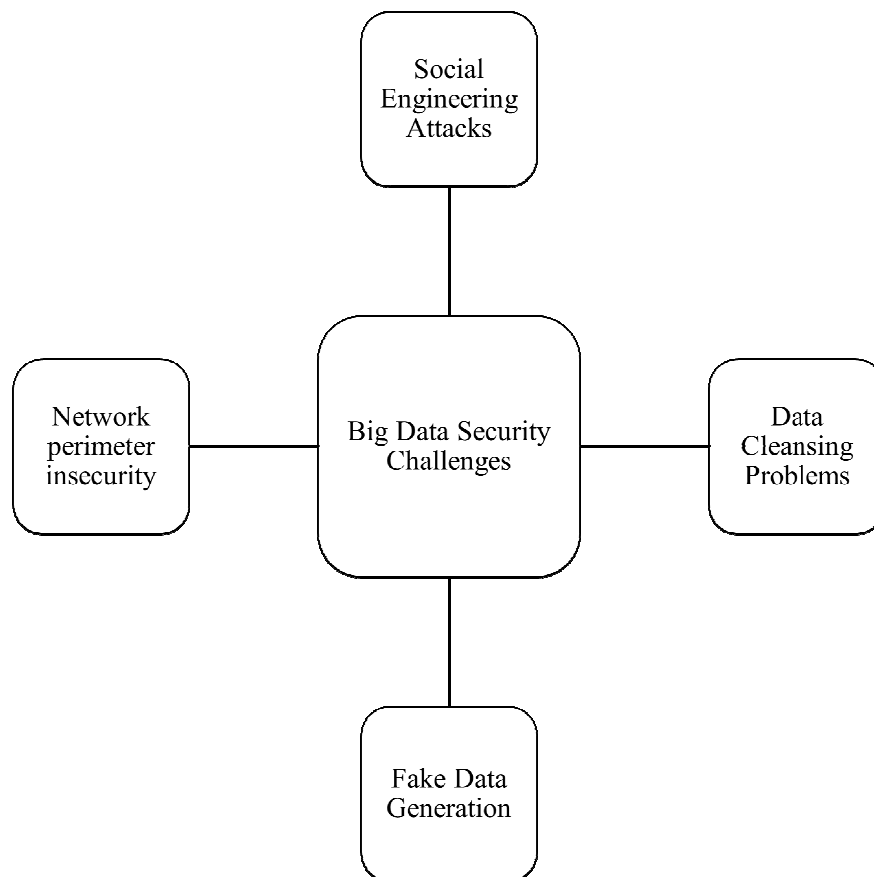 Social
Engineering
Attacks
Network
perimeter
insecurity
Big Data Security
Challenges
Data
Cleansing
Problems
Fake Data
Generation